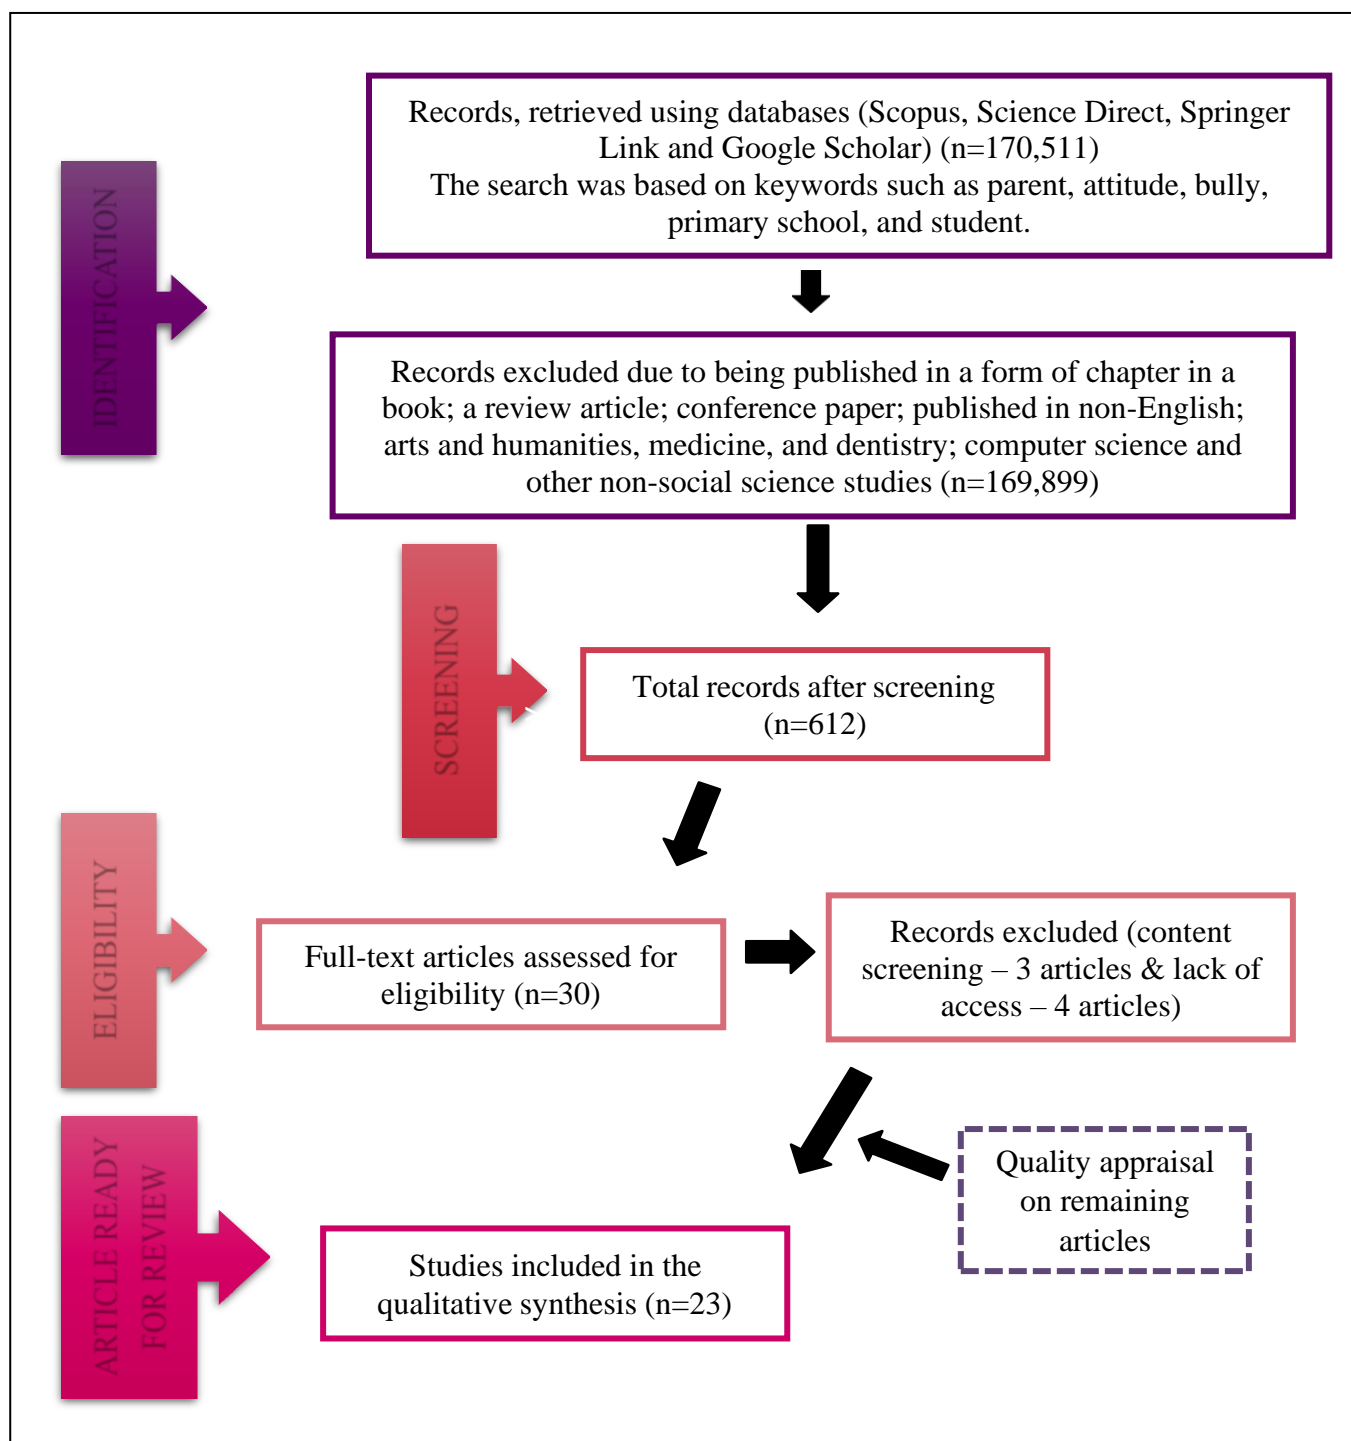 IDENTIFICATION
Records, retrieved using databases (Scopus, Science Direct, Springer
Link and Google Scholar) (n=170,511)
The search was based on keywords such as parent, attitude, bully,
primary school, and student.
Records excluded due to being published in a form of chapter in a
book; a review article; conference paper; published in non-English;
arts and humanities, medicine, and dentistry; computer science and
other non-social science studies (n=169,899)
SCREENING
Total records after screening
(n=612)
ELIGIBILITY
Full-text articles assessed for
eligibility (n=30)
Records excluded (content
screening – 3 articles & lack of
access – 4 articles)
Quality appraisal
on remaining
articles
ARTICLE READY
FOR REVIEW
Studies included in the
qualitative synthesis (n=23)